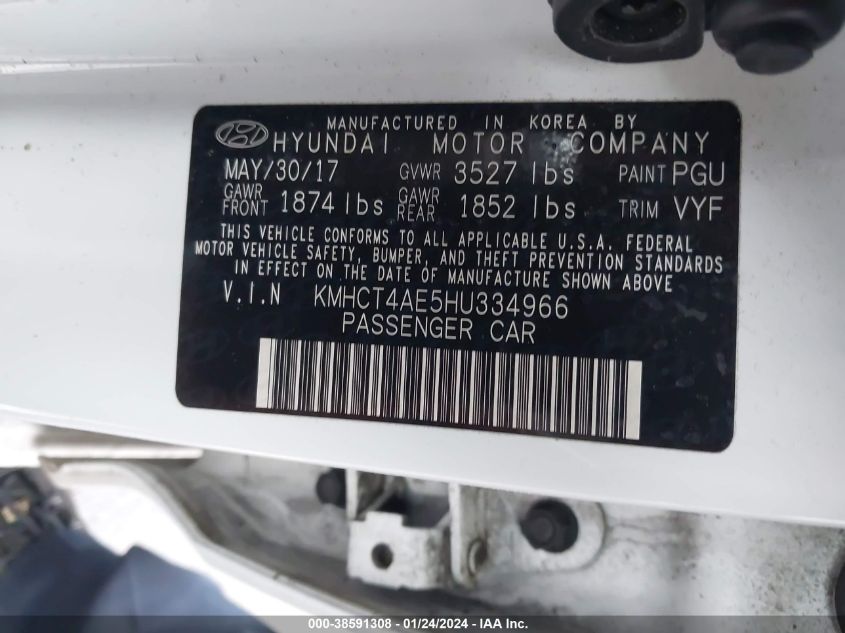 MANUFACTURED IN KOREA BY
HYUNDAI MOTOR COMPANY
MAY/30/17 GVWR 3527 lbs PAINT PGU
GAWR FRONT 1874 lbs GAWR REAR 1852 lbs TRIM VYF
THIS VEHICLE CONFORMS TO ALL APPLICABLE U.S.A. FEDERAL
MOTOR VEHICLE SAFETY, BUMPER, AND THEFT PREVENTION STANDARDS
IN EFFECT ON THE DATE OF MANUFACTURE SHOWN ABOVE
V.I.N KMHCT4AE5HU334966
PASSENGER CAR
000-38591308 - 01/24/2024 - IAA Inc.